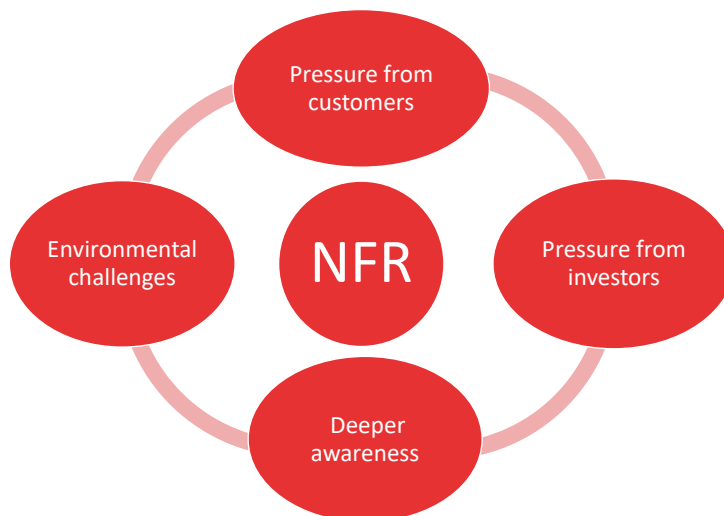 Pressure from
customers
Environmental
challenges
NFR
Pressure from
investors
Deeper
awareness